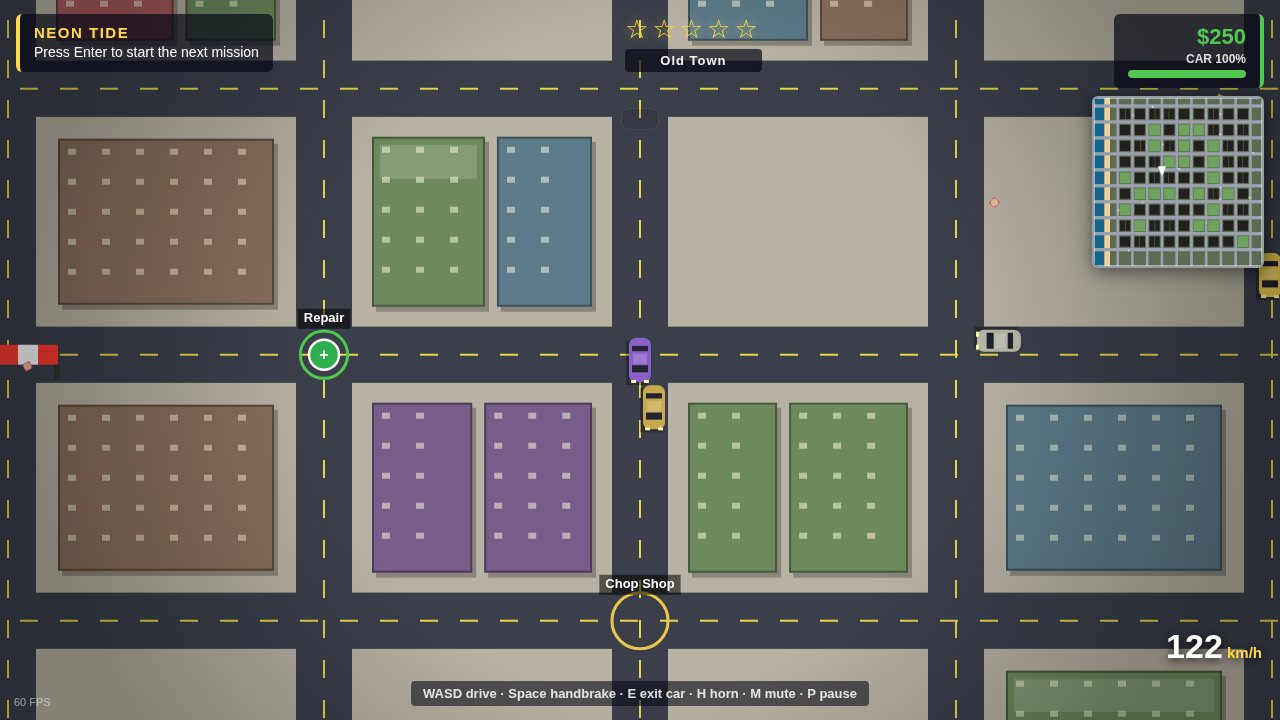 NEON TIDE
Press Enter to start the next mission
☆☆☆☆☆
Old Town
$250
CAR 100%
Repair
+
Chop Shop
122 km/h
WASD drive · Space handbrake · E exit car · H horn · M mute · P pause
60 FPS